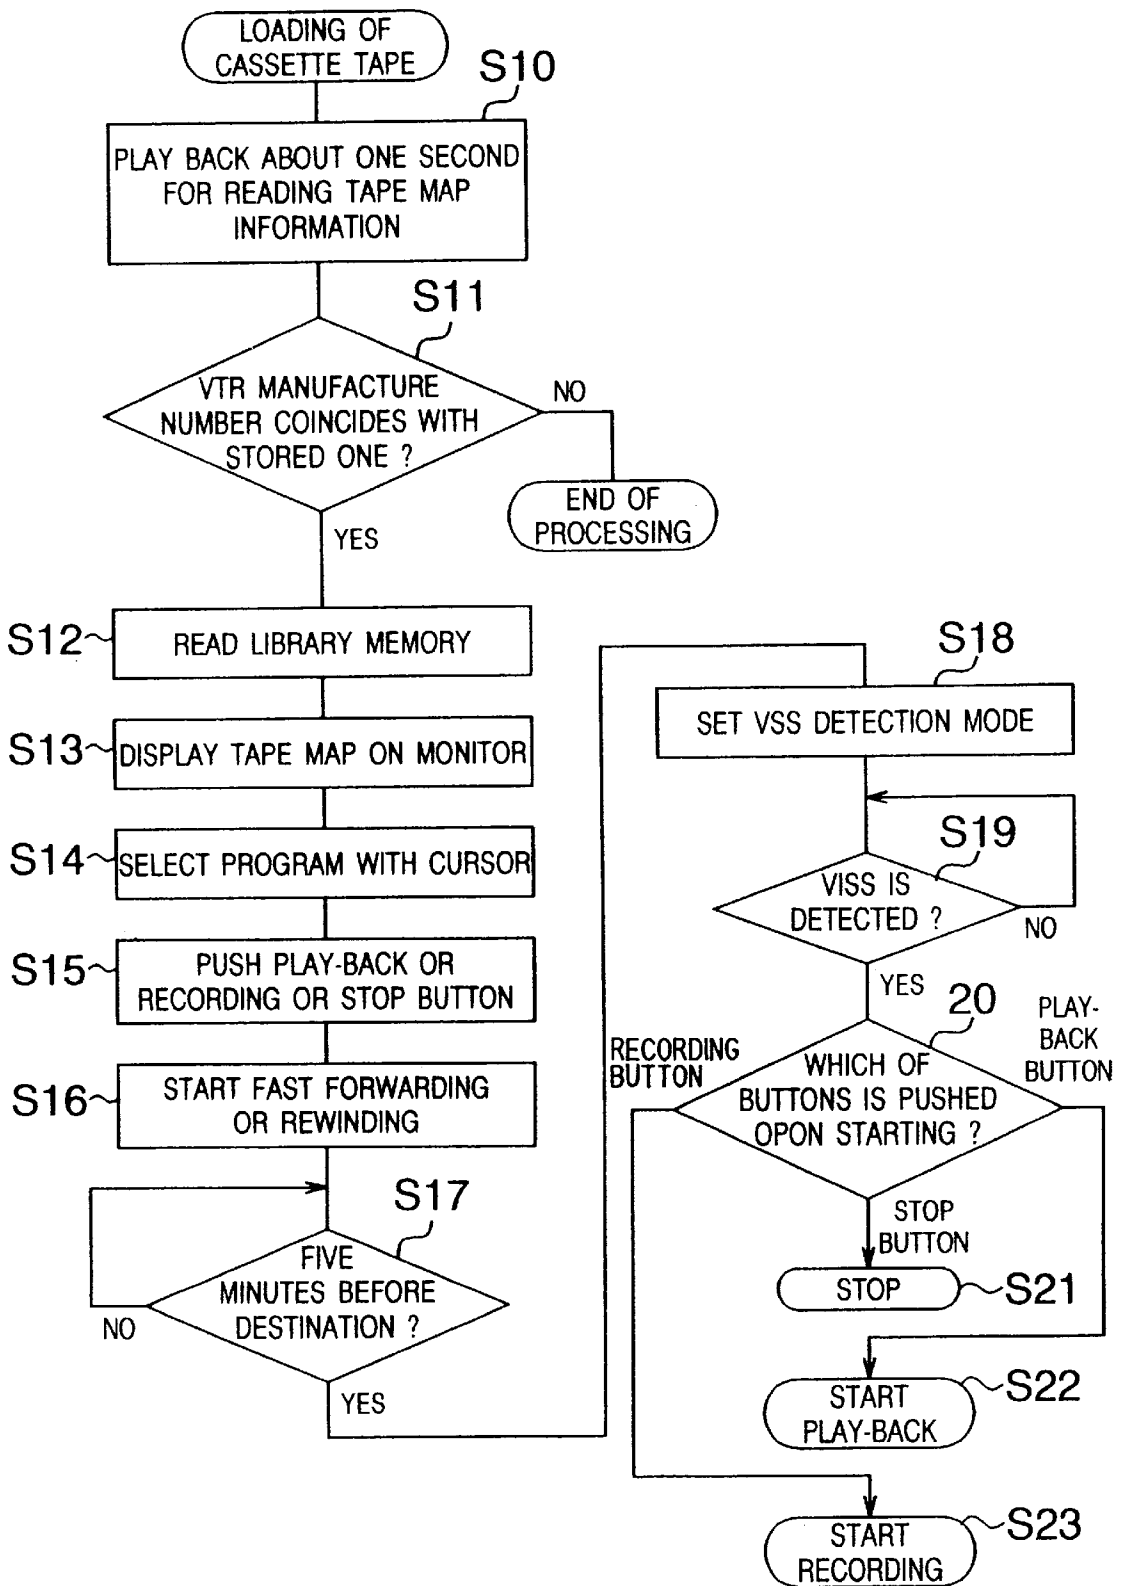 LOADING OF
CASSETTE TAPE
S10
PLAY BACK ABOUT ONE SECOND
FOR READING TAPE MAP
INFORMATION
S11
VTR MANUFACTURE
NUMBER COINCIDES WITH
STORED ONE ?
NO
END OF
PROCESSING
YES
S12
READ LIBRARY MEMORY
S13
DISPLAY TAPE MAP ON MONITOR
S14
SELECT PROGRAM WITH CURSOR
S15
PUSH PLAY-BACK OR
RECORDING OR STOP BUTTON
S16
START FAST FORWARDING
OR REWINDING
S17
FIVE
MINUTES BEFORE
DESTINATION ?
NO
YES
S18
SET VSS DETECTION MODE
S19
VISS IS
DETECTED ?
NO
YES
20
WHICH OF
BUTTONS IS PUSHED
OPON STARTING ?
RECORDING
BUTTON
PLAY-
BACK
BUTTON
STOP
BUTTON
STOP
S21
START
PLAY-BACK
S22
START
RECORDING
S23